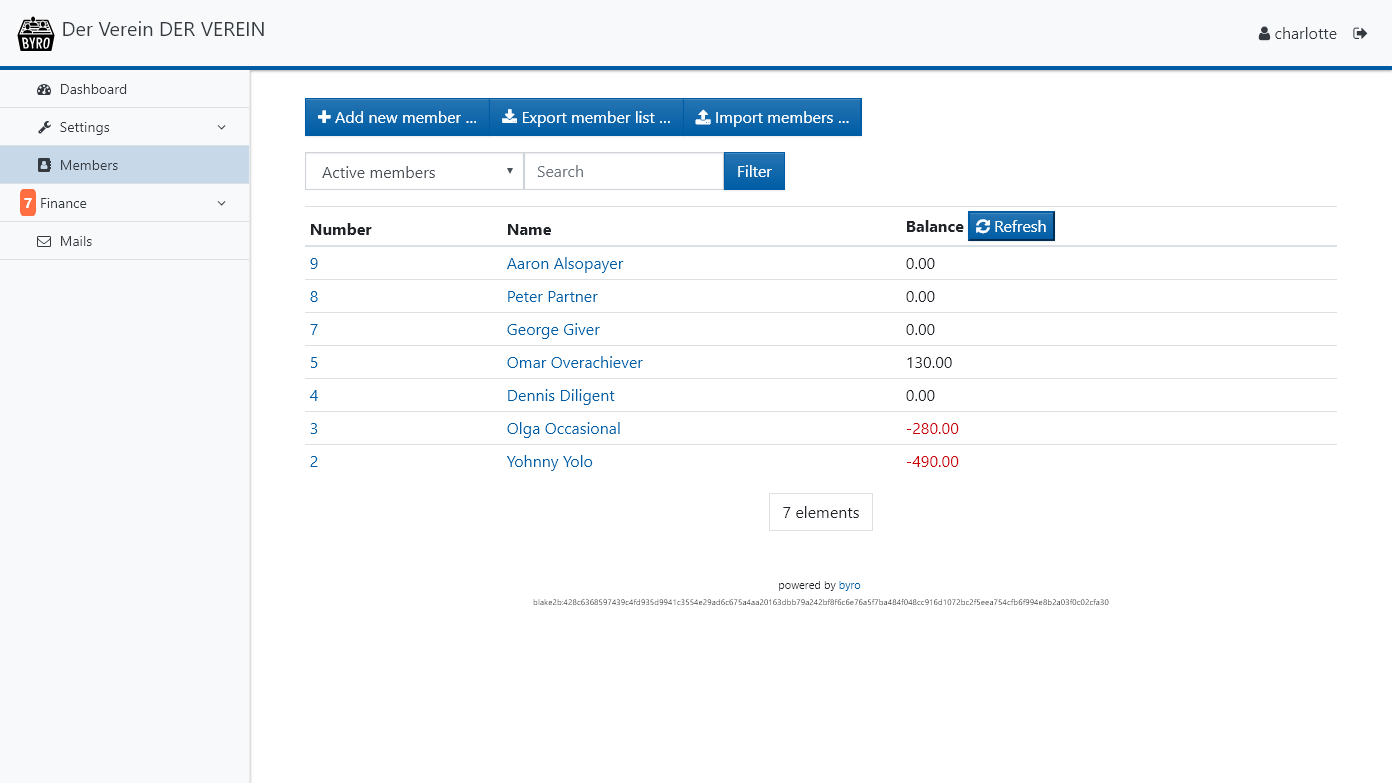 BYRO Der Verein DER VEREIN
charlotte
Dashboard
Settings
Members
7 Finance
Mails
Add new member ... Export member list ... Import members ...
Active members Search Filter
Number Name Balance Refresh
9 Aaron Alsopayer 0.00
8 Peter Partner 0.00
7 George Giver 0.00
5 Omar Overachiever 130.00
4 Dennis Diligent 0.00
3 Olga Occasional -280.00
2 Yohnny Yolo -490.00
7 elements
powered by byro
blake2b:428c6368597439c4fd935d9941c3554e29ad6c675a4aa20163dbb79a242bf8f6c6e76a5f7ba484f048cc916d1072bc2f5eea754cfb6f994e8b2a03f0c02cfa30